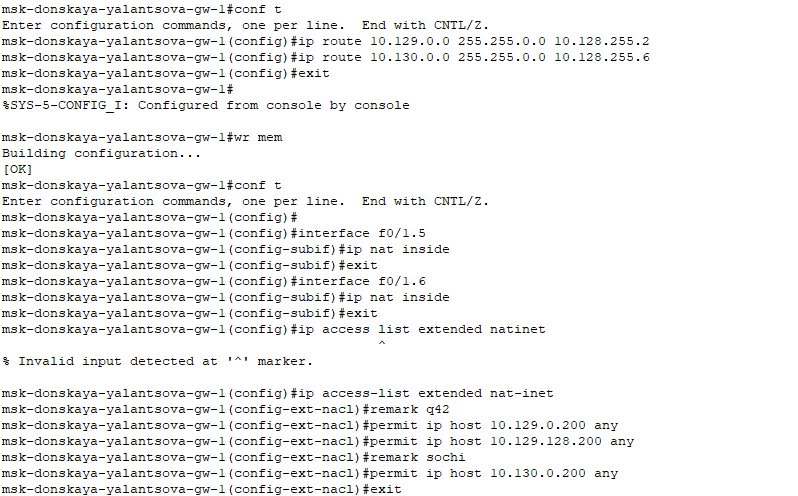 msk-donskaya-yalantsova-gw-1#conf t
Enter configuration commands, one per line.  End with CNTL/Z.
msk-donskaya-yalantsova-gw-1(config)#ip route 10.129.0.0 255.255.0.0 10.128.255.2
msk-donskaya-yalantsova-gw-1(config)#ip route 10.130.0.0 255.255.0.0 10.128.255.6
msk-donskaya-yalantsova-gw-1(config)#exit
msk-donskaya-yalantsova-gw-1#
%SYS-5-CONFIG_I: Configured from console by console
msk-donskaya-yalantsova-gw-1#wr mem
Building configuration...
[OK]
msk-donskaya-yalantsova-gw-1#conf t
Enter configuration commands, one per line.  End with CNTL/Z.
msk-donskaya-yalantsova-gw-1(config)#
msk-donskaya-yalantsova-gw-1(config)#interface f0/1.5
msk-donskaya-yalantsova-gw-1(config-subif)#ip nat inside
msk-donskaya-yalantsova-gw-1(config-subif)#exit
msk-donskaya-yalantsova-gw-1(config)#interface f0/1.6
msk-donskaya-yalantsova-gw-1(config-subif)#ip nat inside
msk-donskaya-yalantsova-gw-1(config-subif)#exit
msk-donskaya-yalantsova-gw-1(config)#ip access list extended natinet
^
% Invalid input detected at '^' marker.
msk-donskaya-yalantsova-gw-1(config)#ip access-list extended nat-inet
msk-donskaya-yalantsova-gw-1(config-ext-nacl)#remark q42
msk-donskaya-yalantsova-gw-1(config-ext-nacl)#permit ip host 10.129.0.200 any
msk-donskaya-yalantsova-gw-1(config-ext-nacl)#permit ip host 10.129.128.200 any
msk-donskaya-yalantsova-gw-1(config-ext-nacl)#remark sochi
msk-donskaya-yalantsova-gw-1(config-ext-nacl)#permit ip host 10.130.0.200 any
msk-donskaya-yalantsova-gw-1(config-ext-nacl)#exit